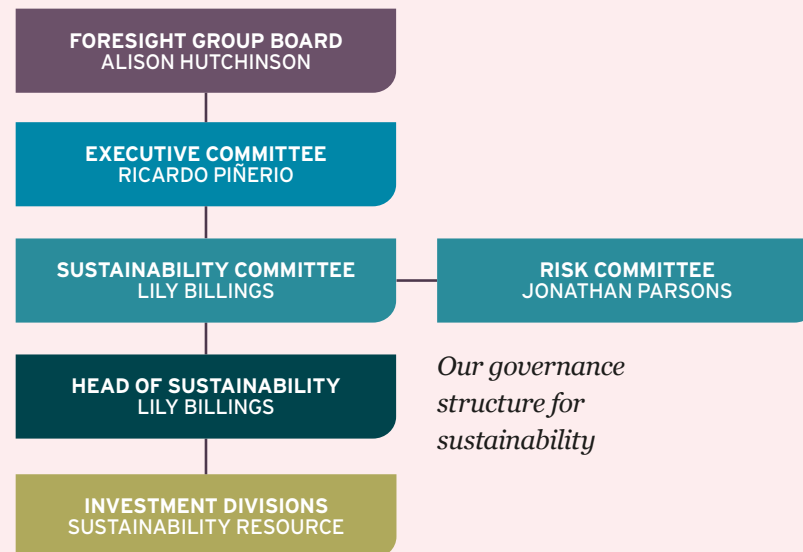 FORESIGHT GROUP BOARD
ALISON HUTCHINSON
EXECUTIVE COMMITTEE
RICARDO PIÑERIO
SUSTAINABILITY COMMITTEE
LILY BILLINGS
RISK COMMITTEE
JONATHAN PARSONS
Our governance
structure for
sustainability
HEAD OF SUSTAINABILITY
LILY BILLINGS
INVESTMENT DIVISIONS
SUSTAINABILITY RESOURCE